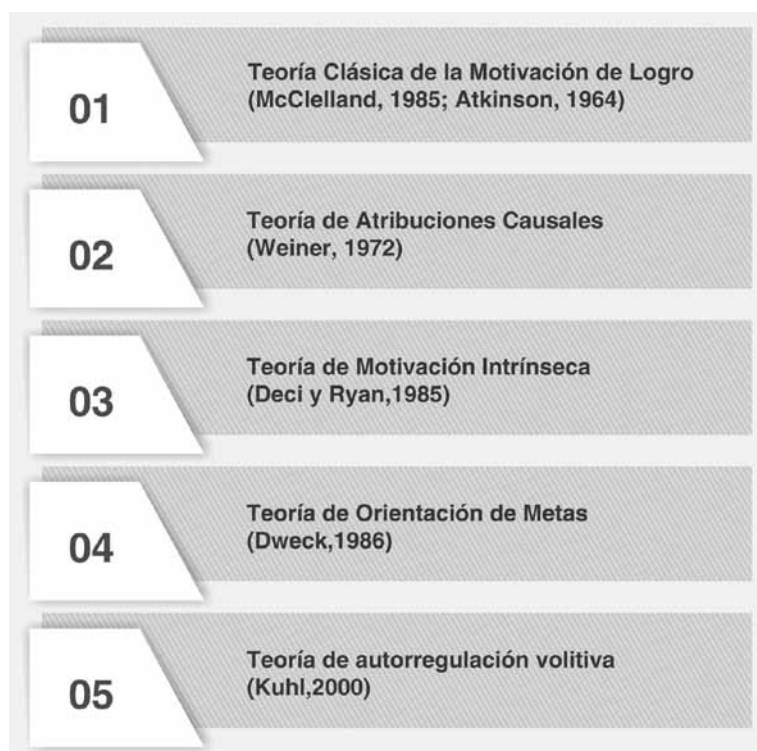 01
Teoría Clásica de la Motivación de Logro
(McClelland, 1985; Atkinson, 1964)
02
Teoría de Atribuciones Causales
(Weiner, 1972)
03
Teoría de Motivación Intrínseca
(Deci y Ryan,1985)
04
Teoría de Orientación de Metas
(Dweck,1986)
05
Teoría de autorregulación volitiva
(Kuhl,2000)